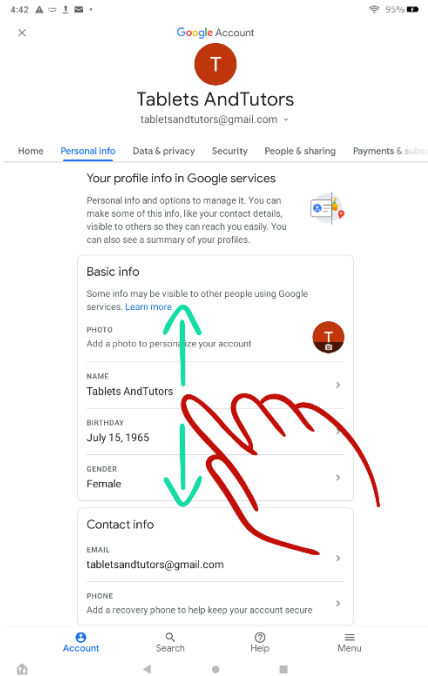 4:42
95%
Google Account
T
Tablets AndTutors
tabletsandtutors@gmail.com
Home Personal info Data & privacy Security People & sharing Payments & subsc
Your profile info in Google services
Personal info and options to manage it. You can
make some of this info, like your contact details,
visible to others so they can reach you easily. You
can also see a summary of your profiles.
Basic info
Some info may be visible to other people using Google
services. Learn more
PHOTO
Add a photo to personalize your account
T
NAME
Tablets AndTutors
BIRTHDAY
July 15, 1965
GENDER
Female
Contact info
EMAIL
tabletsandtutors@gmail.com
PHONE
Add a recovery phone to help keep your account secure
Account Search Help Menu